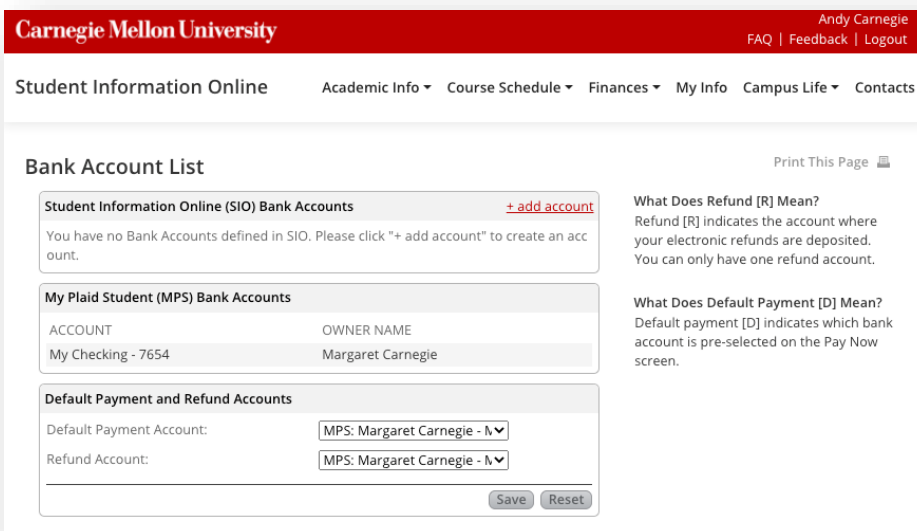 Carnegie Mellon University
Andy Carnegie
FAQ | Feedback | Logout
Student Information Online
Academic Info Course Schedule Finances My Info Campus Life Contacts
Bank Account List
Print This Page
Student Information Online (SIO) Bank Accounts + add account
You have no Bank Accounts defined in SIO. Please click "+ add account" to create an acc
ount.
My Plaid Student (MPS) Bank Accounts
ACCOUNT OWNER NAME
My Checking - 7654 Margaret Carnegie
Default Payment and Refund Accounts
Default Payment Account: MPS: Margaret Carnegie - M
Refund Account: MPS: Margaret Carnegie - M
Save Reset
What Does Refund [R] Mean?
Refund [R] indicates the account where
your electronic refunds are deposited.
You can only have one refund account.
What Does Default Payment [D] Mean?
Default payment [D] indicates which bank
account is pre-selected on the Pay Now
screen.